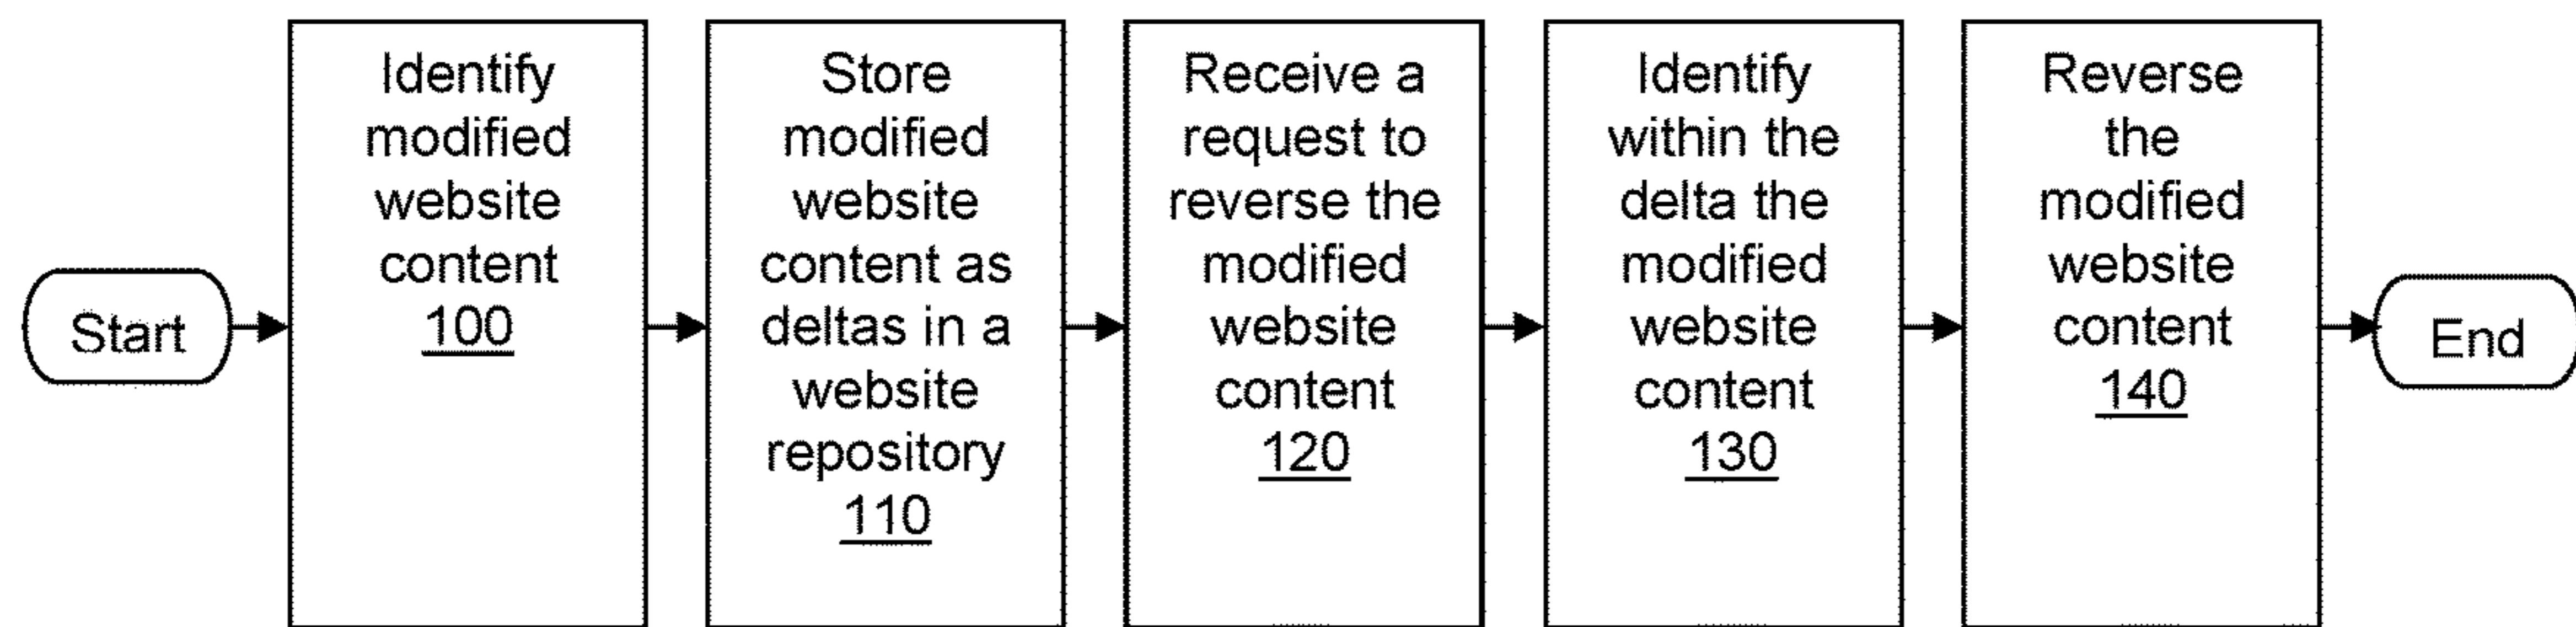 Start
Identify
modified
website
content
100
Store
modified
website
content as
deltas in a
website
repository
110
Receive a
request to
reverse the
modified
website
content
120
Identify
within the
delta the
modified
website
content
130
Reverse
the
modified
website
content
140
End